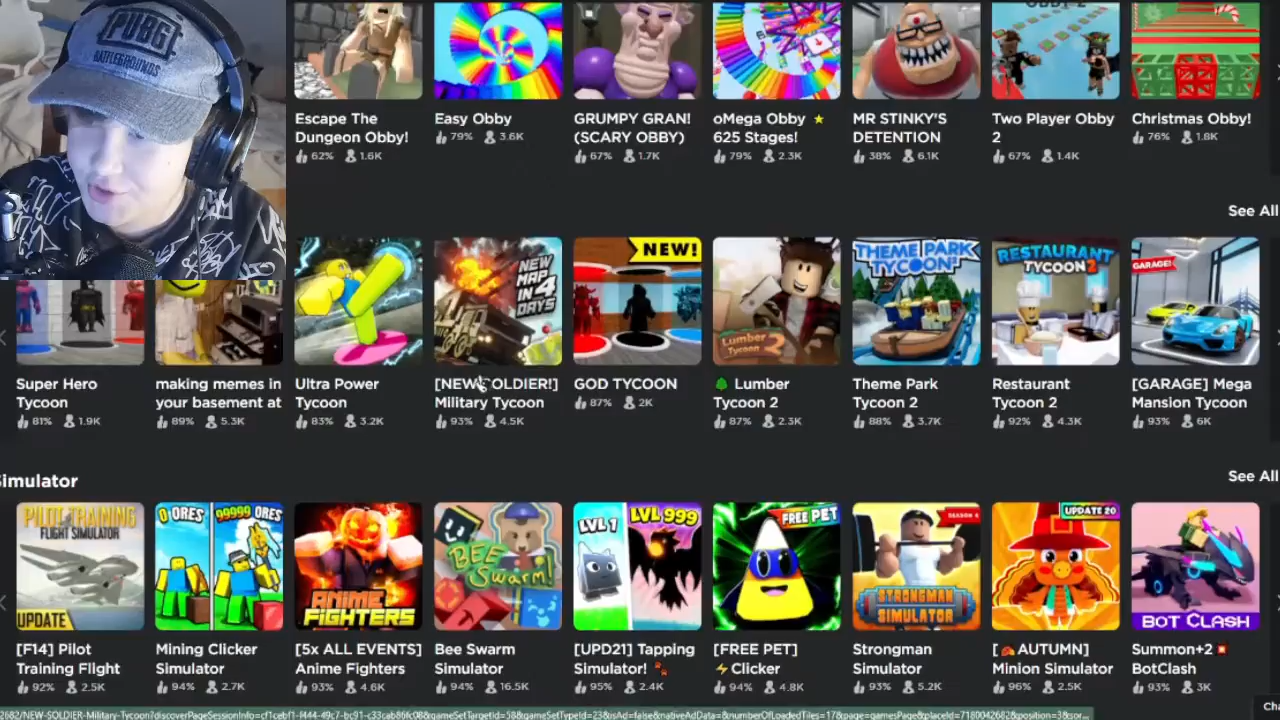 PUBG
BATTLEGROUNDS
OBBY 2
Escape The
Dungeon Obby!
62% 1.6K
Easy Obby
79% 3.6K
GRUMPY GRAN!
(SCARY OBBY)
67% 1.7K
oMega Obby
625 Stages!
79% 2.3K
MR STINKY'S
DETENTION
38% 6.1K
Two Player Obby
2
67% 1.4K
Christmas Obby!
76% 1.8K
See All
NEW
MAP
IN 4
DAYS
NEW!
Lumber
Tycoon 2
THEME PARK
TYCOON
RESTAURANT
TYCOON 2
GARAGE!
Super Hero
Tycoon
81% 1.9K
making memes in
your basement at
89% 5.3K
Ultra Power
Tycoon
83% 3.2K
[NEW SOLDIER!]
Military Tycoon
93% 4.5K
GOD TYCOON
87% 2K
Lumber
Tycoon 2
87% 2.3K
Theme Park
Tycoon 2
88% 3.7K
Restaurant
Tycoon 2
92% 4.3K
[GARAGE] Mega
Mansion Tycoon
93% 6K
Simulator
See All
PILOT TRAINING
FLIGHT SIMULATOR
UPDATE
0 ORES
99999 ORES
ANIME
FIGHTERS
BEE
Swarm!
LVL 1
LVL 999
FREE PET
SEASON 6
STRONGMAN
SIMULATOR
UPDATE 20
BOT CLASH
[F14] Pilot
Training Flight
92% 2.5K
Mining Clicker
Simulator
94% 2.7K
[5x ALL EVENTS]
Anime Fighters
93% 4.6K
Bee Swarm
Simulator
94% 16.5K
[UPD21] Tapping
Simulator!
95% 2.4K
[FREE PET]
Clicker
94% 4.8K
Strongman
Simulator
93% 5.2K
[ AUTUMN]
Minion Simulator
96% 2.5K
Summon+2
BotClash
93% 3K
Cha